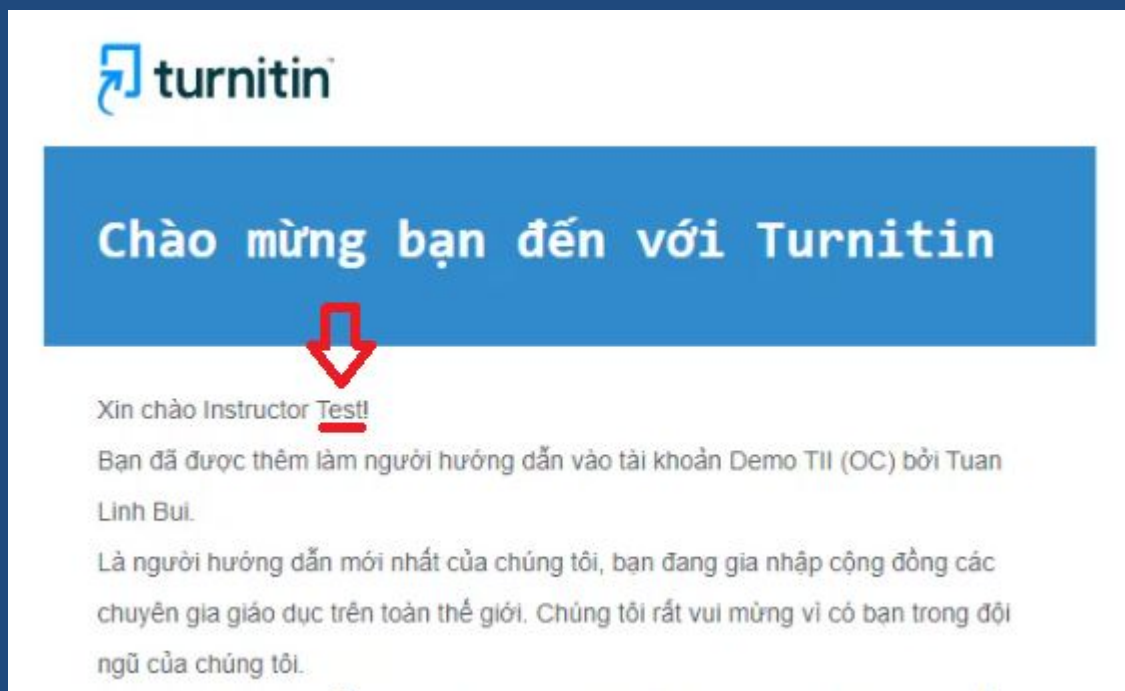 turnitin
Chào mừng bạn đến với Turnitin
Xin chào Instructor Test!
Bạn đã được thêm làm người hướng dẫn vào tài khoản Demo TII (OC) bởi Tuan
Linh Bui.
Là người hướng dẫn mới nhất của chúng tôi, bạn đang gia nhập cộng đồng các
chuyên gia giáo dục trên toàn thế giới. Chúng tôi rất vui mừng vì có bạn trong đội
ngũ của chúng tôi.